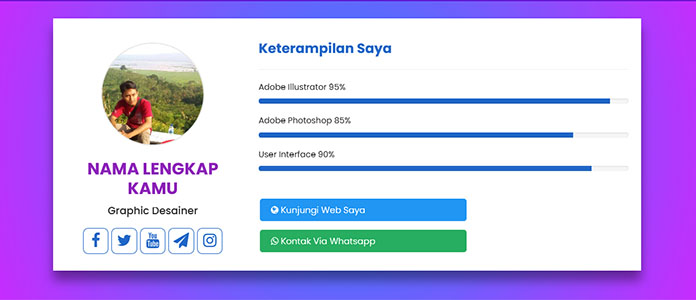 NAMA LENGKAP
KAMU
Graphic Desainer
You
Tube
Keterampilan Saya
Adobe Illustrator 95%
Adobe Photoshop 85%
User Interface 90%
Kunjungi Web Saya
Kontak Via Whatsapp